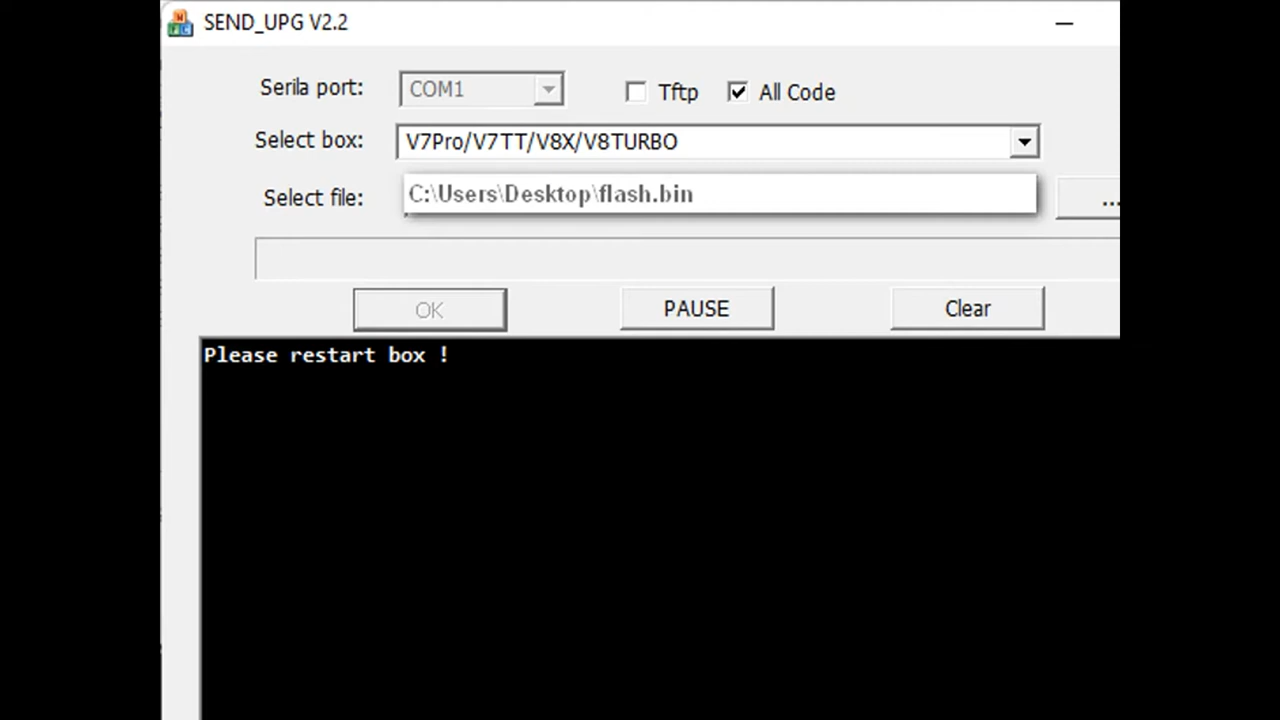 SEND_UPG V2.2
Serila port: COM1 Tftp All Code
Select box: V7Pro/V7TT/V8X/V8TURBO
Select file: C:\Users\Desktop\flash.bin ...
OK PAUSE Clear
Please restart box !